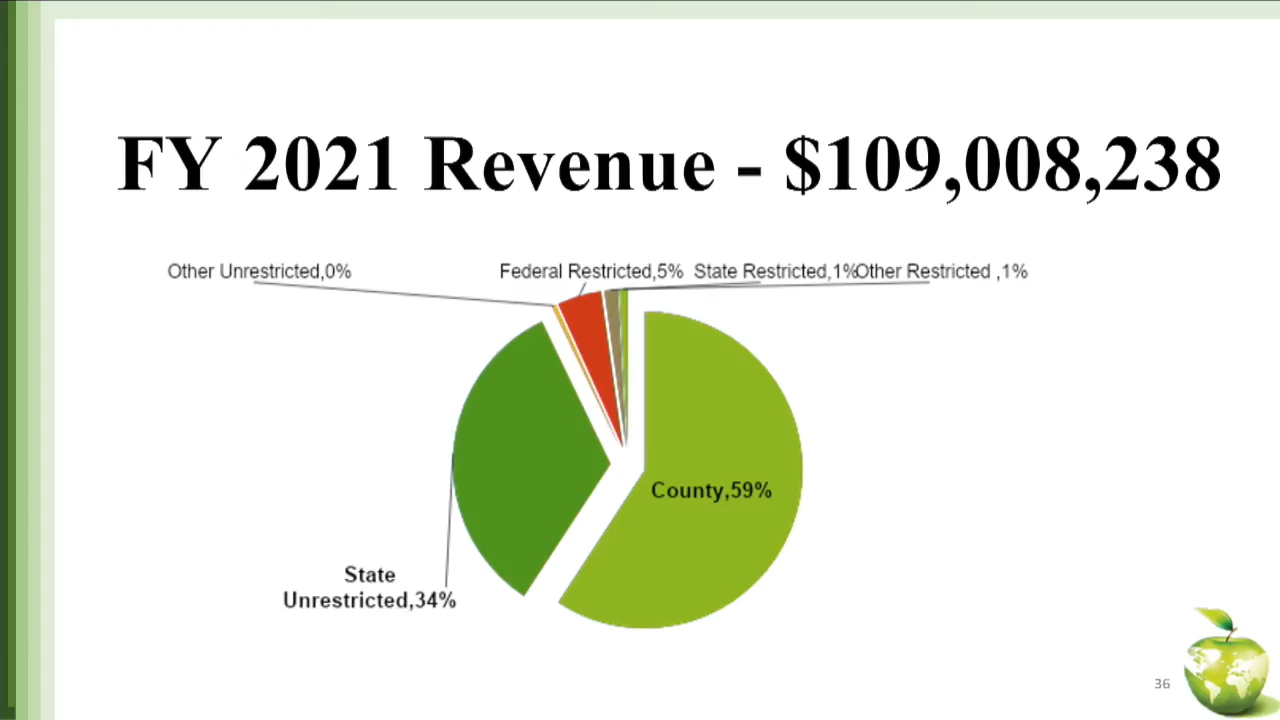 FY 2021 Revenue - $109,008,238
Other Unrestricted,0%
Federal Restricted,5%
State Restricted,1%
Other Restricted ,1%
County,59%
State
Unrestricted,34%
36